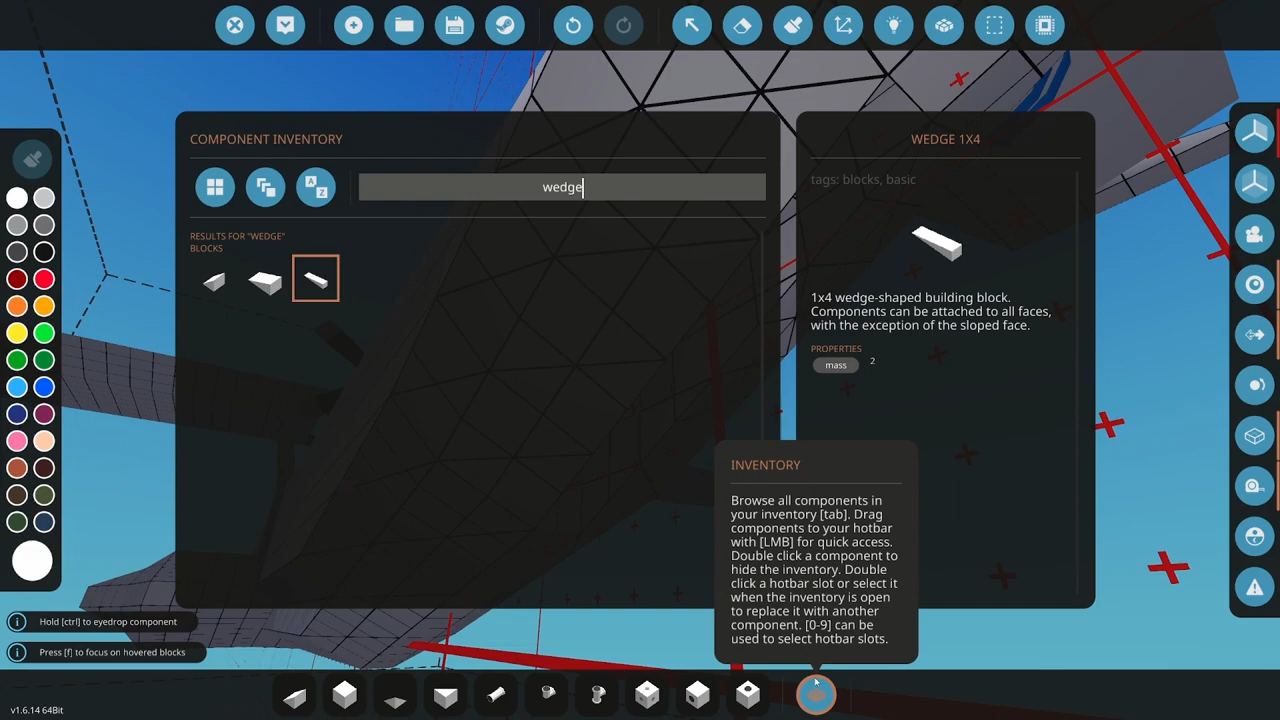 COMPONENT INVENTORY
A
Z
wedge
RESULTS FOR "WEDGE"
BLOCKS
WEDGE 1X4
tags: blocks, basic
1x4 wedge-shaped building block.
Components can be attached to all faces,
with the exception of the sloped face.
PROPERTIES
mass 2
INVENTORY
Browse all components in
your inventory [tab]. Drag
components to your hotbar
with [LMB] for quick access.
Double click a component to
hide the inventory. Double
click a hotbar slot or select it
when the inventory is open
to replace it with another
component. [0-9] can be
used to select hotbar slots.
Hold [ctrl] to eyedrop component
Press [f] to focus on hovered blocks
v1.6.14 64Bit